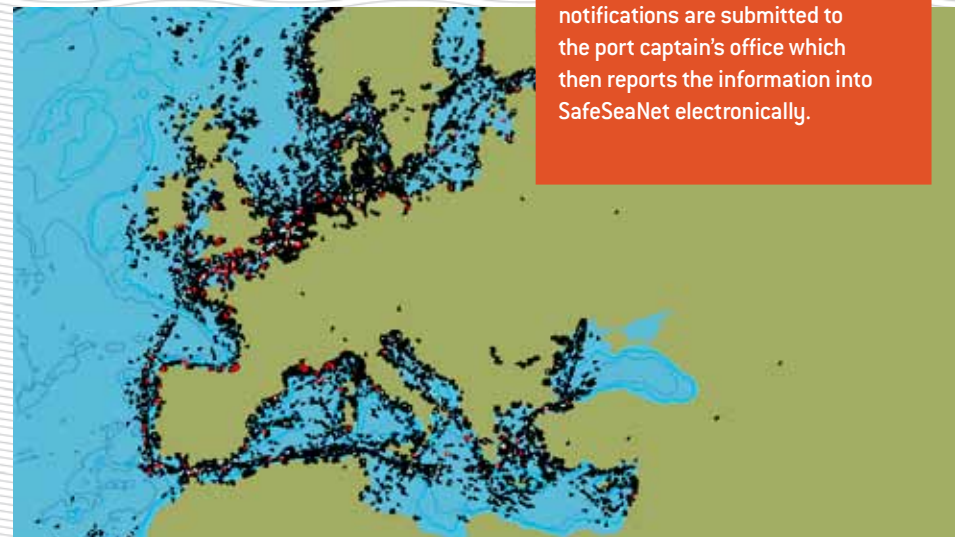 notifications are submitted to
the port captain's office which
then reports the information into
SafeSeaNet electronically.